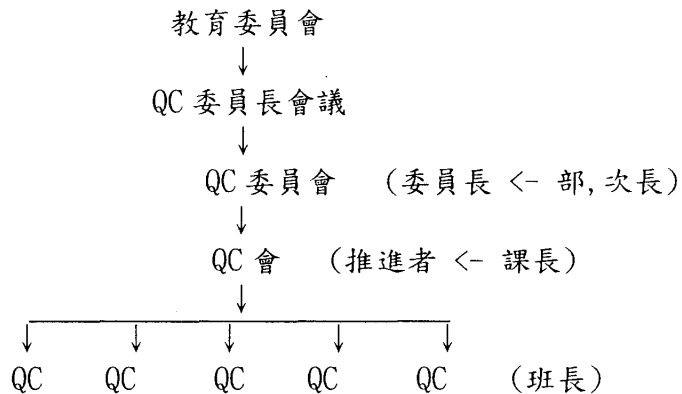 教育委員會
QC 委員長會議
QC 委員會 (委員長 <- 部,次長)
QC 會 (推進者 <- 課長)
QC QC QC QC QC (班長)